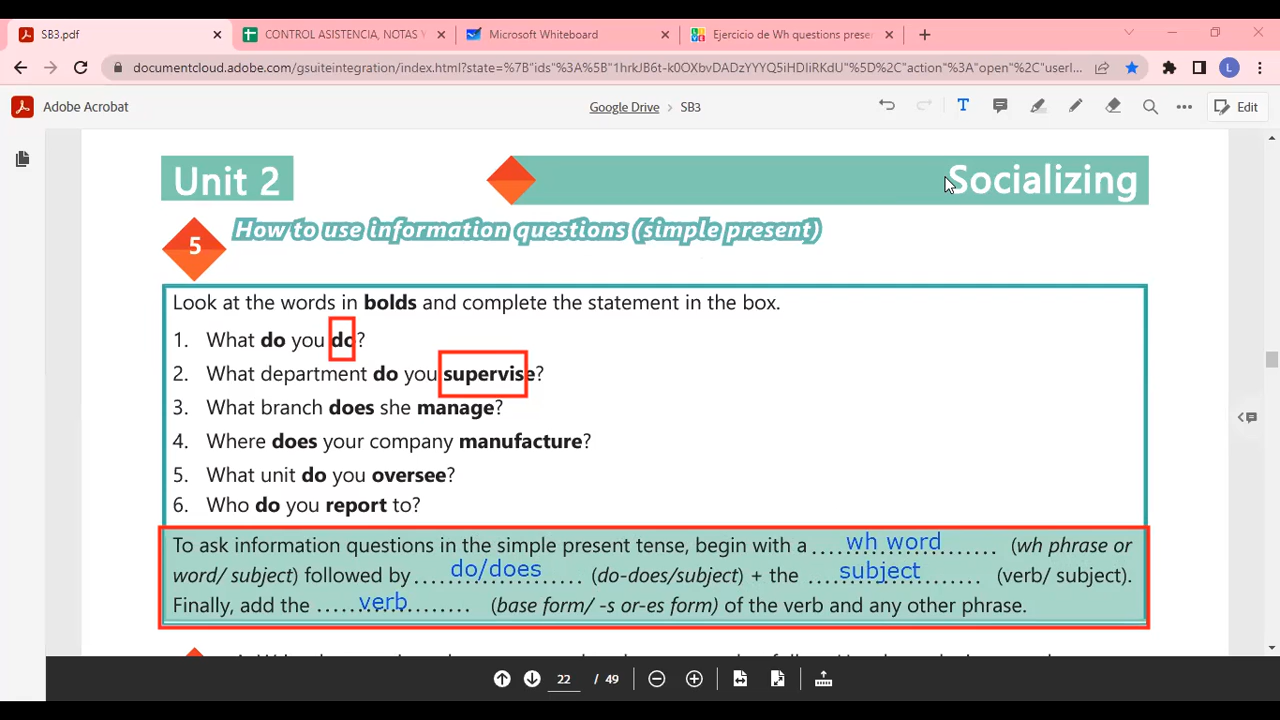 SB3.pdf
CONTROL ASISTENCIA, NOTAS Y
Microsoft Whiteboard
Ejercicio de Wh questions prese
documentcloud.adobe.com/gsuiteintegration/index.html?state=%7B"ids"%3A%5B"1hrkJB6t-k0OXbvDADzYYYQ5iHDIiRKdU"%5D%2C"action"%3A"open"%2C"userI...
L
Adobe Acrobat
Google Drive > SB3
T
Edit
Unit 2
Socializing
5
How to use information questions (simple present)
Look at the words in bolds and complete the statement in the box.
1. What do you do?
2. What department do you supervise?
3. What branch does she manage?
4. Where does your company manufacture?
5. What unit do you oversee?
6. Who do you report to?
To ask information questions in the simple present tense, begin with a wh word (wh phrase or
word/ subject) followed by do/does (do-does/subject) + the subject (verb/ subject).
Finally, add the verb (base form/ -s or-es form) of the verb and any other phrase.
22 / 49